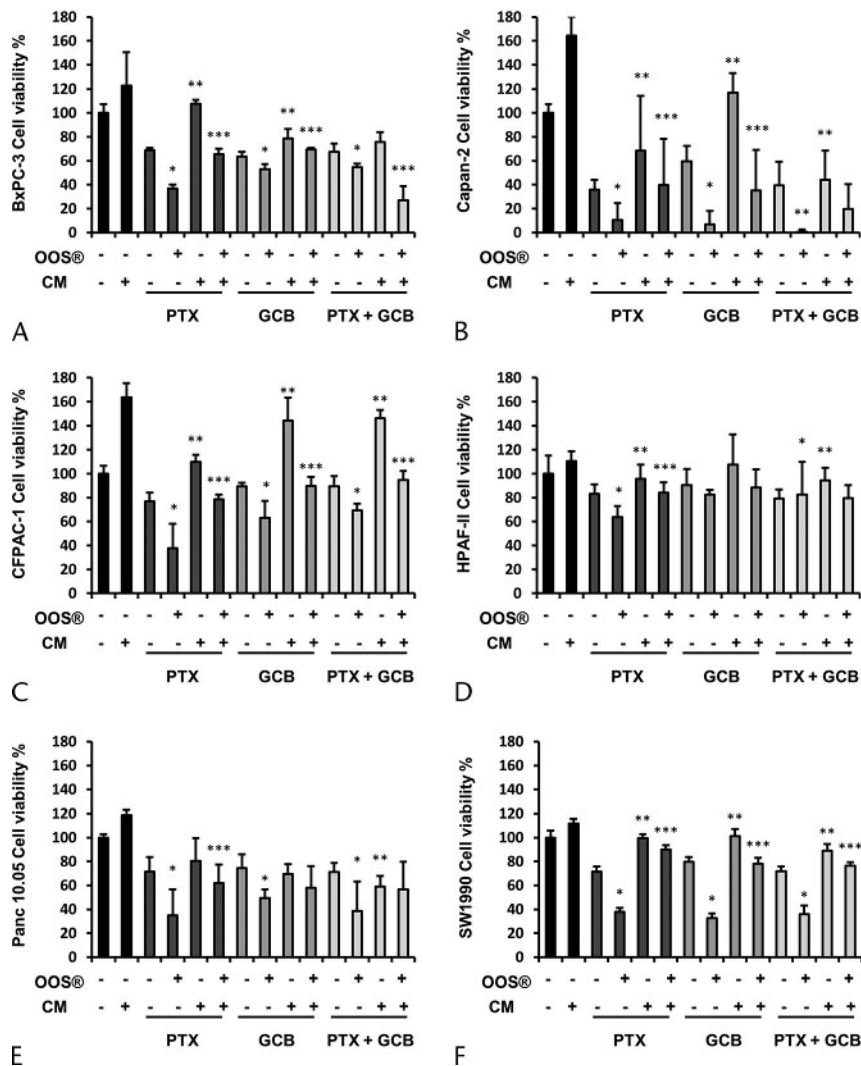 BxPC-3 Cell viability %
180
160
140
120
100
80
60
40
20
0
* ** *** * ** *** * ***
OOS® - - - + - + - + - + - + - +
CM - + - - + + - - + + - - + +
PTX GCB PTX + GCB
A
Capan-2 Cell viability %
180
160
140
120
100
80
60
40
20
0
* ** *** * ** *** ** **
OOS® - - - + - + - + - + - + - +
CM - + - - + + - - + + - - + +
PTX GCB PTX + GCB
B
CFPAC-1 Cell viability %
180
160
140
120
100
80
60
40
20
0
* ** *** * ** *** * ** ***
OOS® - - - + - + - + - + - + - +
CM - + - - + + - - + + - - + +
PTX GCB PTX + GCB
C
HPAF-II Cell viability %
180
160
140
120
100
80
60
40
20
0
* ** *** * **
OOS® - - - + - + - + - + - + - +
CM - + - - + + - - + + - - + +
PTX GCB PTX + GCB
D
Panc 10.05 Cell viability %
180
160
140
120
100
80
60
40
20
0
* *** * * **
OOS® - - - + - + - + - + - + - +
CM - + - - + + - - + + - - + +
PTX GCB PTX + GCB
E
SW1990 Cell viability %
180
160
140
120
100
80
60
40
20
0
* ** *** * ** *** * ** ***
OOS® - - - + - + - + - + - + - +
CM - + - - + + - - + + - - + +
PTX GCB PTX + GCB
F